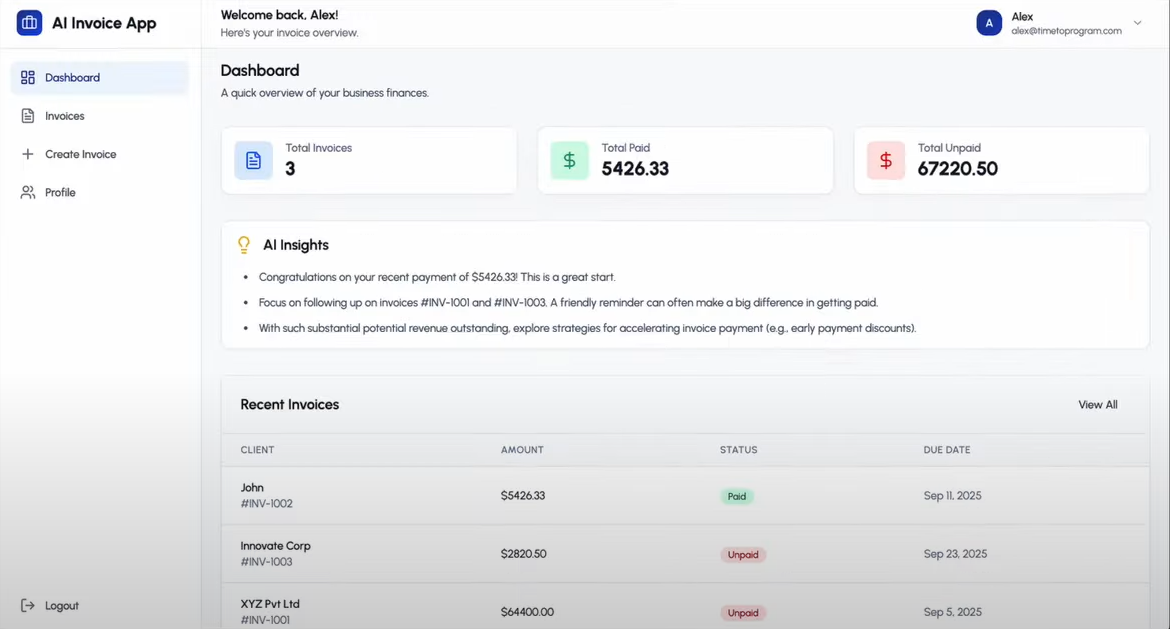 AI Invoice App
Welcome back, Alex!
Here's your invoice overview.
A
Alex
alex@timetoprogram.com
Dashboard
Invoices
Create Invoice
Profile
Logout
Dashboard
A quick overview of your business finances.
Total Invoices
3
$
Total Paid
5426.33
$
Total Unpaid
67220.50
AI Insights
• Congratulations on your recent payment of $5426.33! This is a great start.
• Focus on following up on invoices #INV-1001 and #INV-1003. A friendly reminder can often make a big difference in getting paid.
• With such substantial potential revenue outstanding, explore strategies for accelerating invoice payment (e.g., early payment discounts).
Recent Invoices View All
CLIENT AMOUNT STATUS DUE DATE
John
#INV-1002 $5426.33 Paid Sep 11, 2025
Innovate Corp
#INV-1003 $2820.50 Unpaid Sep 23, 2025
XYZ Pvt Ltd
#INV-1001 $64400.00 Unpaid Sep 5, 2025